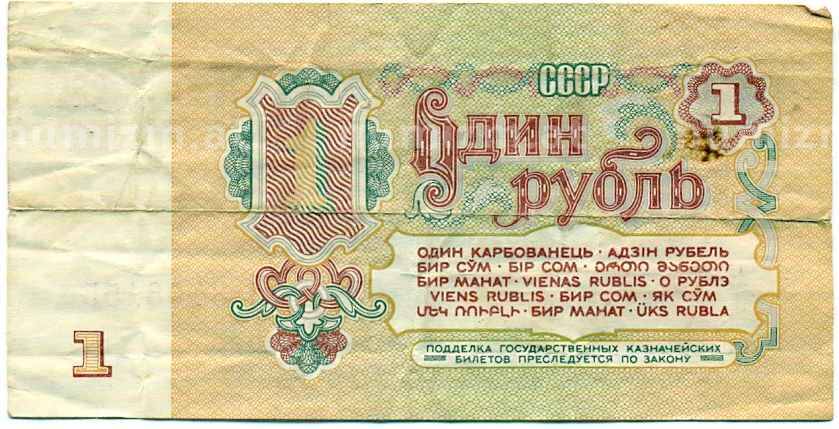 СССР
1
1
Один
рубль
ОДИН КАРБОВАНЕЦЬ · АДЗІН РУБЕЛЬ
БИР СЎМ · БІР СОМ · ერთი მანეთი
БИР МАНАТ · VIENAS RUBLIS · О РУБЛЭ
VIENS RUBLIS · БИР СОМ · ЯК СЎМ
ՄԵԿ ՌՈՒԲԼԻ · БИР МАНАТ · ÜKS RUBLA
1
ПОДДЕЛКА ГОСУДАРСТВЕННЫХ КАЗНАЧЕЙСКИХ
БИЛЕТОВ ПРЕСЛЕДУЕТСЯ ПО ЗАКОНУ